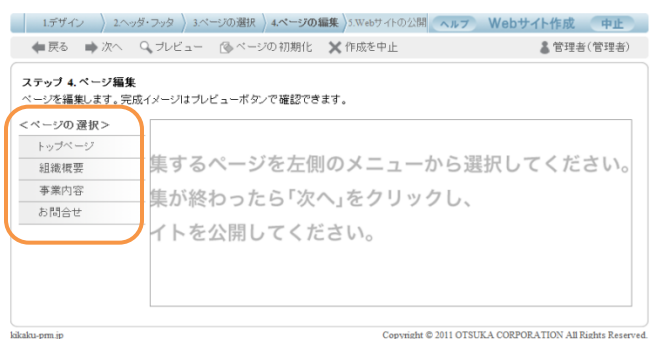 1.デザイン 2.ヘッダ・フッタ 3.ページの選択 4.ページの編集 5.Webサイトの公開 ヘルプ Webサイト作成 中止
戻る 次へ プレビュー ページの初期化 作成を中止 管理者(管理者)
ステップ 4. ページ編集
ページを編集します。完成イメージはプレビューボタンで確認できます。
<ページの選択>
トップページ
組織概要
事業内容
お問合せ
集するページを左側のメニューから選択してください。
集が終わったら「次へ」をクリックし、
イトを公開してください。
kikaku-prm.jp Copyright © 2011 OTSUKA CORPORATION All Rights Reserved.